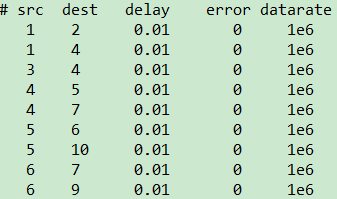 # src dest delay error datarate
1 2 0.01 0 1e6
1 4 0.01 0 1e6
3 4 0.01 0 1e6
4 5 0.01 0 1e6
4 7 0.01 0 1e6
5 6 0.01 0 1e6
5 10 0.01 0 1e6
6 7 0.01 0 1e6
6 9 0.01 0 1e6